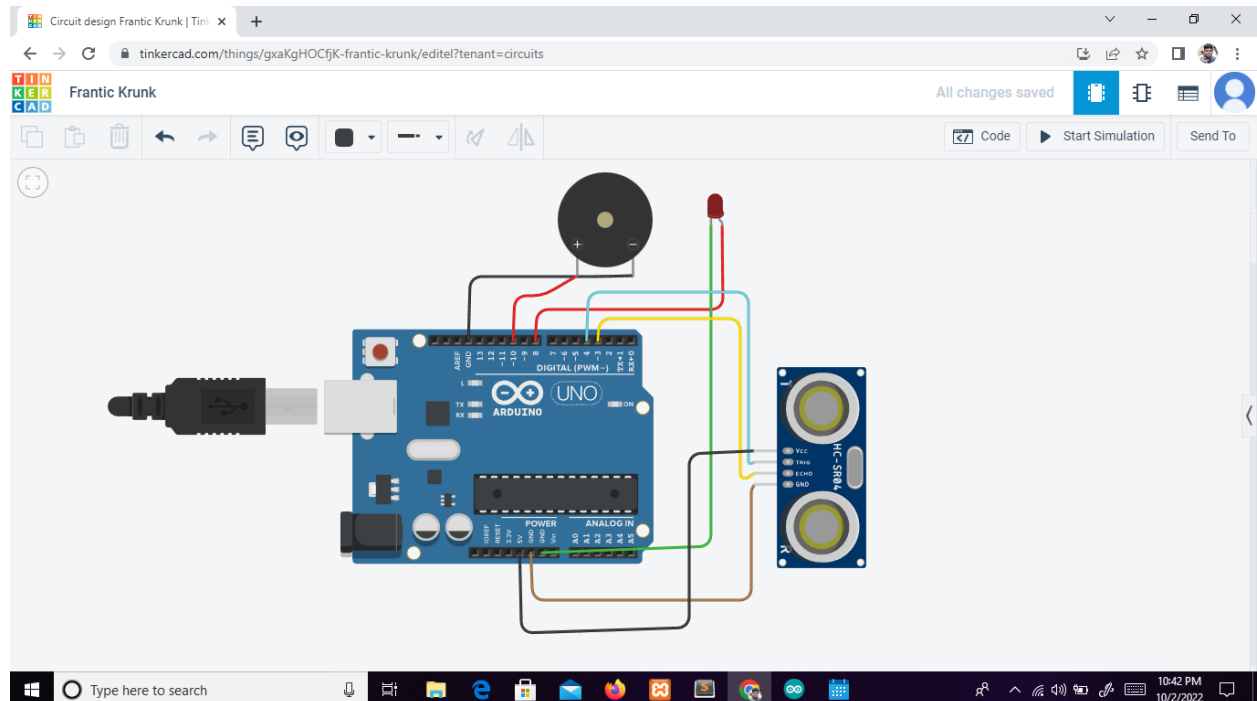 Circuit design Frantic Krunk | Tin
tinkercad.com/things/gxaKgHOCfjK-frantic-krunk/editel?tenant=circuits
TIN
KER
CAD
Frantic Krunk
All changes saved
Code
Start Simulation
Send To
AREF
GND
13
12
~11
~10
~9
8
7
~6
~5
4
~3
2
TX→1
RX←0
DIGITAL (PWM~)
L
TX
RX
ARDUINO
UNO
ON
POWER
ANALOG IN
IOREF
RESET
3.3V
5V
GND
GND
Vin
A0
A1
A2
A3
A4
A5
T
HC-SR04
VCC
TRIG
ECHO
GND
R
Type here to search
10:42 PM
10/2/2022